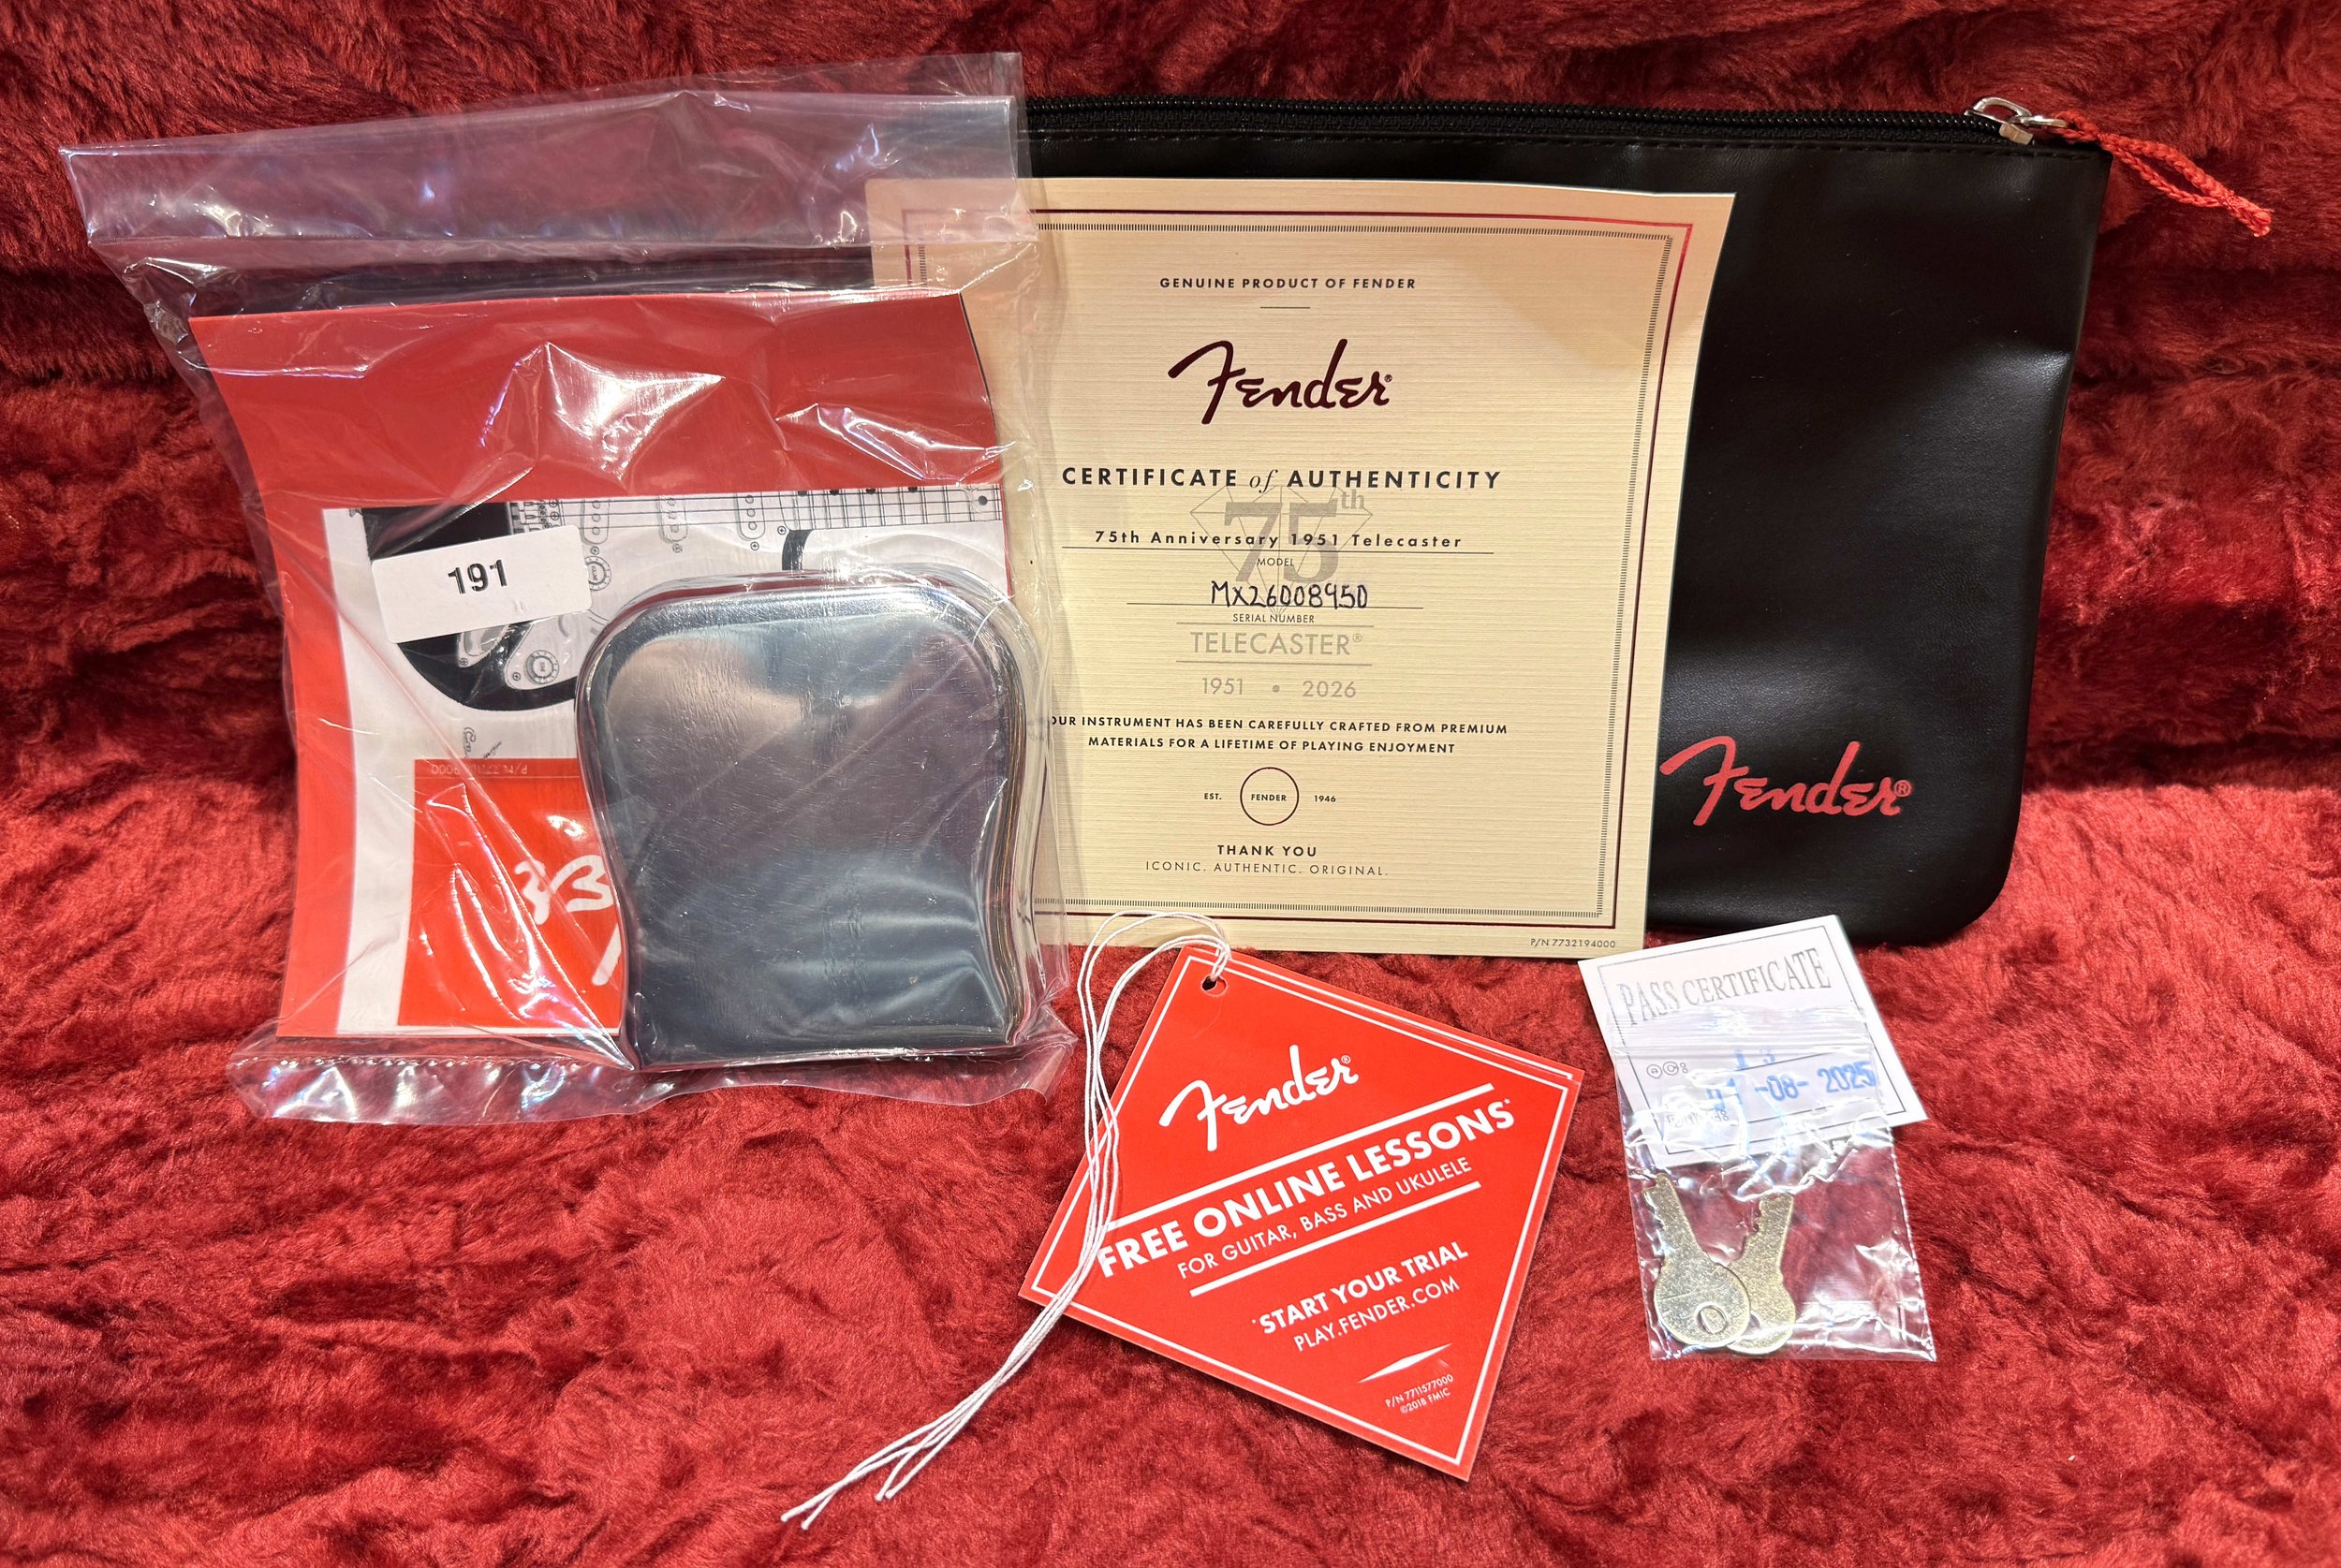 191
GENUINE PRODUCT OF FENDER
Fender®
CERTIFICATE of AUTHENTICITY
75th
75th Anniversary 1951 Telecaster
MODEL
MX26008950
SERIAL NUMBER
TELECASTER®
1951 • 2026
OUR INSTRUMENT HAS BEEN CAREFULLY CRAFTED FROM PREMIUM
MATERIALS FOR A LIFETIME OF PLAYING ENJOYMENT
EST. FENDER 1946
THANK YOU
ICONIC. AUTHENTIC. ORIGINAL.
P/N 7732194000
Fender®
Fender®
FREE ONLINE LESSONS*
FOR GUITAR, BASS AND UKULELE
*START YOUR TRIAL
PLAY.FENDER.COM
P/N 7711577000
©2018 FMIC
PASS CERTIFICATE
-08- 2025